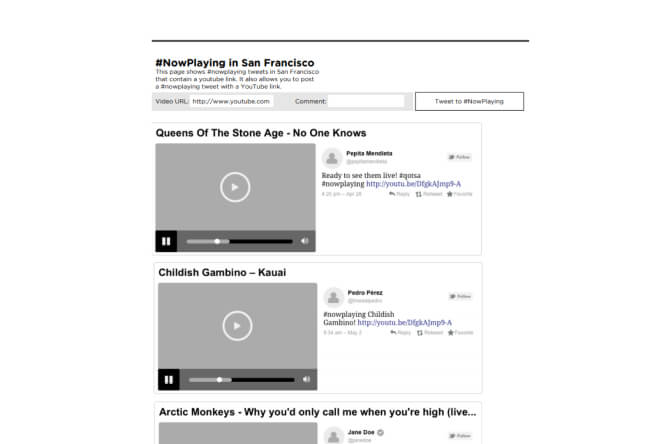 #NowPlaying in San Francisco
This page shows #nowplaying tweets in San Francisco
that contain a youtube link. It also allows you to post
a #nowplaying tweet with a YouTube link.
Video URL: http://www.youtube.com Comment: Tweet to #NowPlaying
Queens Of The Stone Age - No One Knows
Pepita Mendieta
@pepitamendieta
Follow
Ready to see them live! #qotsa
#nowplaying http://youtu.be/DfgkAJmp9-A
8:20 pm - Apr 28 Reply Retweet Favorite
Childish Gambino – Kauai
Pedro Pérez
Follow
#nowplaying Childish
Gambino! http://youtu.be/DfgkAJmp9-A
9:34 am - May 2 Reply Retweet Favorite
Arctic Monkeys - Why you'd only call me when you're high (live...
Jane Doe
@janedoe
Follow